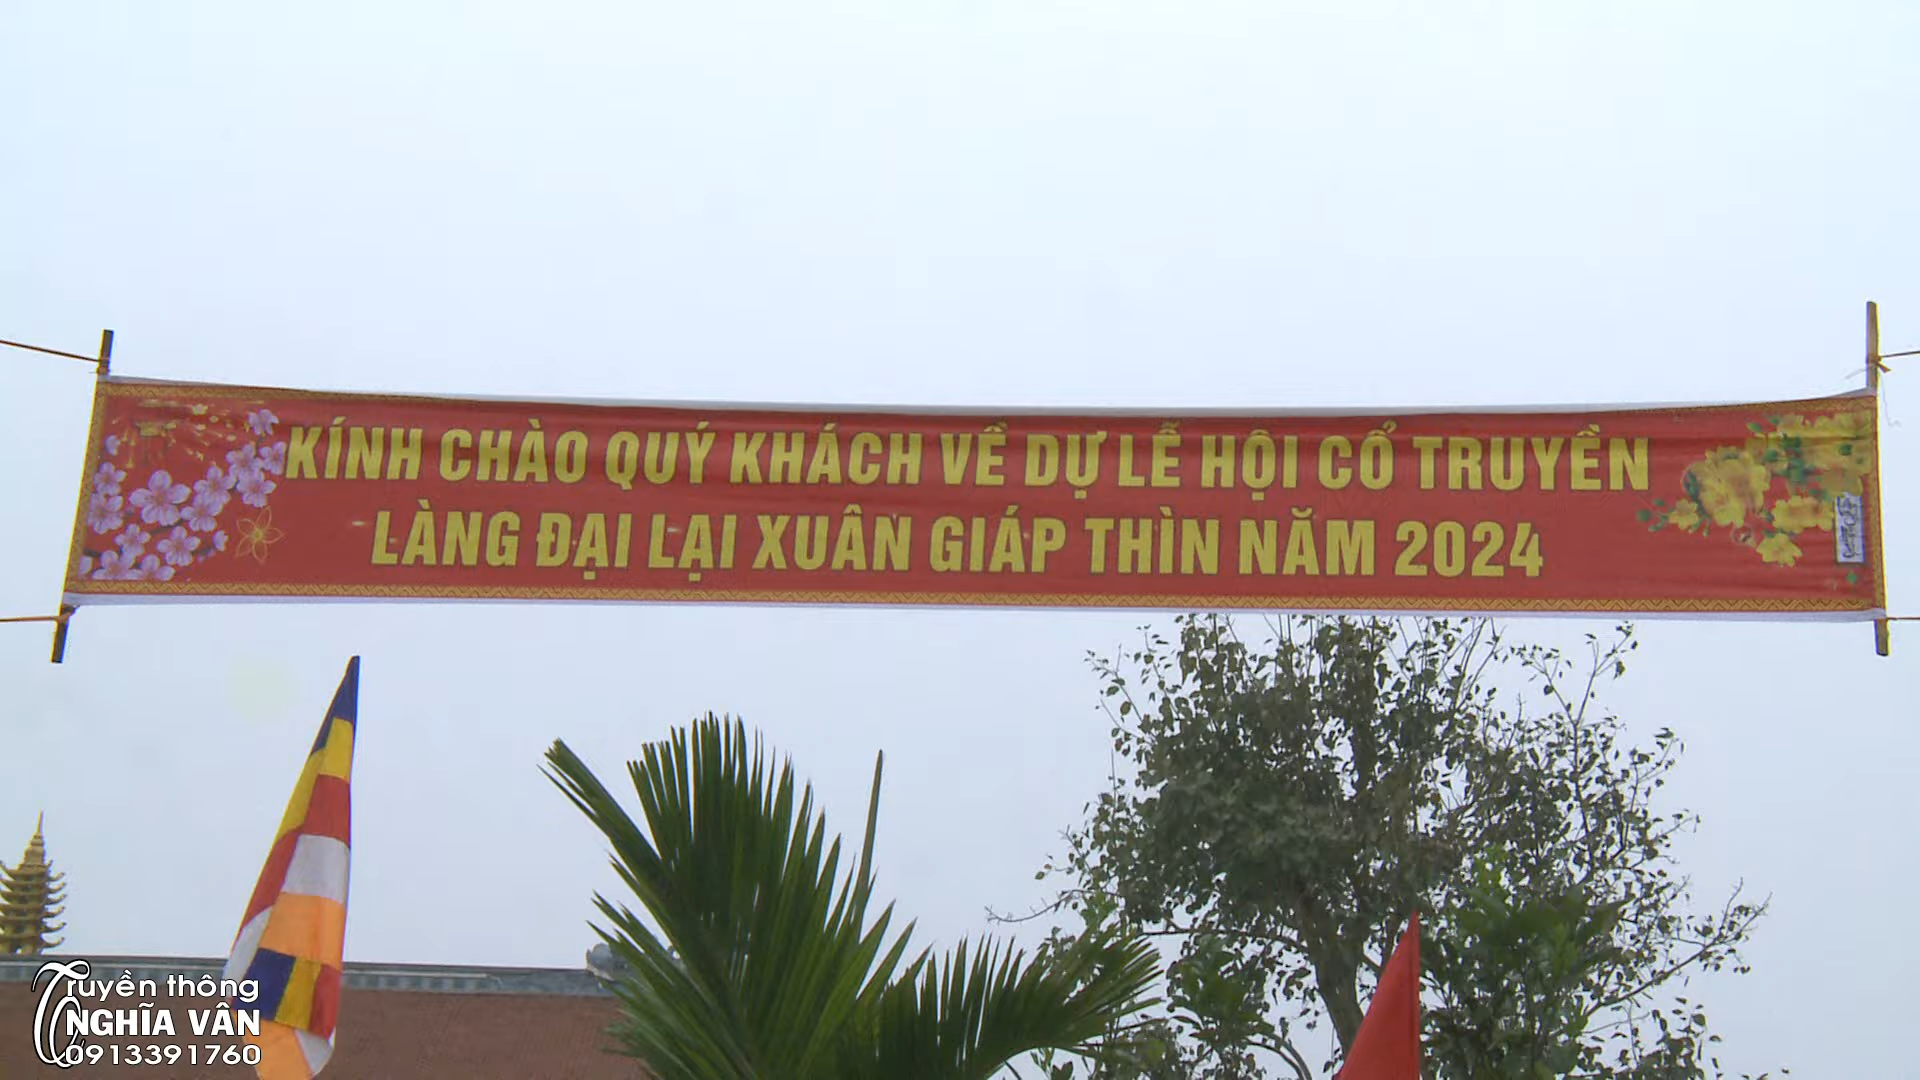 KÍNH CHÀO QUÝ KHÁCH VỀ DỰ LỄ HỘI CỔ TRUYỀN
LÀNG ĐẠI LẠI XUÂN GIÁP THÌN NĂM 2024
Truyền thông
NGHĨA VÂN
0913391760